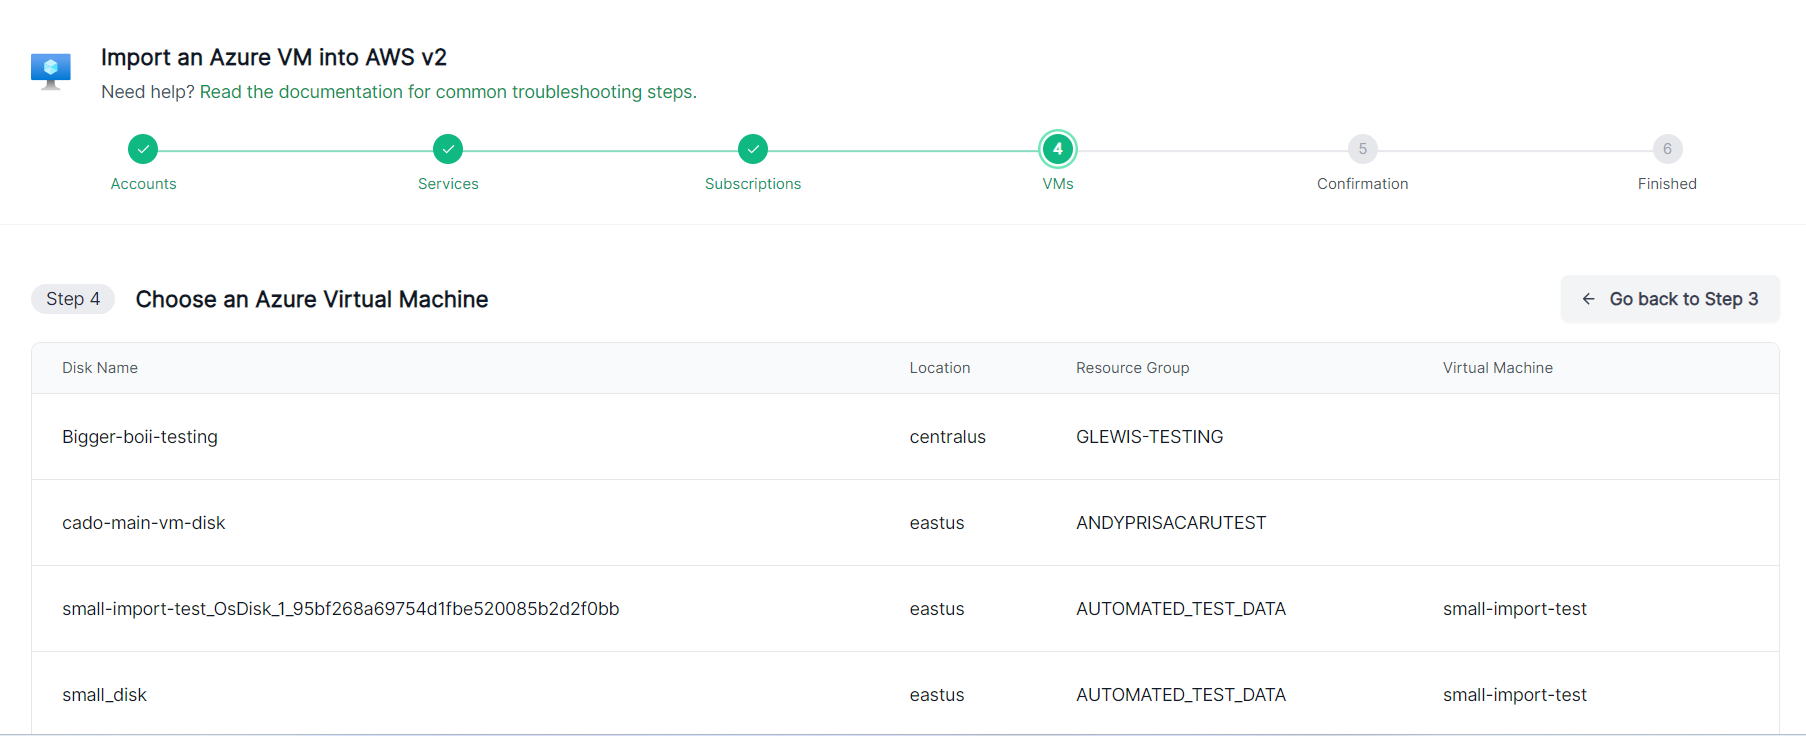 Import an Azure VM into AWS v2
Need help? Read the documentation for common troubleshooting steps.
4 5 6
Accounts Services Subscriptions VMs Confirmation Finished
Step 4 Choose an Azure Virtual Machine ← Go back to Step 3
Disk Name Location Resource Group Virtual Machine
Bigger-boii-testing centralus GLEWIS-TESTING
cado-main-vm-disk eastus ANDYPRISACARUTEST
small-import-test_OsDisk_1_95bf268a69754d1fbe520085b2d2f0bb eastus AUTOMATED_TEST_DATA small-import-test
small_disk eastus AUTOMATED_TEST_DATA small-import-test